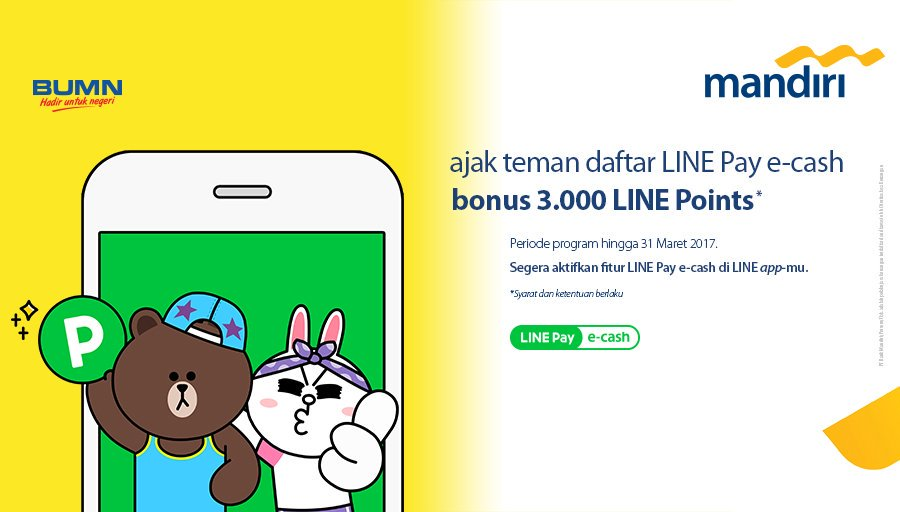 BUMN
Hadir untuk negeri
mandırı
ajak teman daftar LINE Pay e-cash
bonus 3.000 LINE Points*
Periode program hingga 31 Maret 2017.
Segera aktifkan fitur LINE Pay e-cash di LINE app-mu.
*Syarat dan ketentuan berlaku
LINE Pay e-cash
P